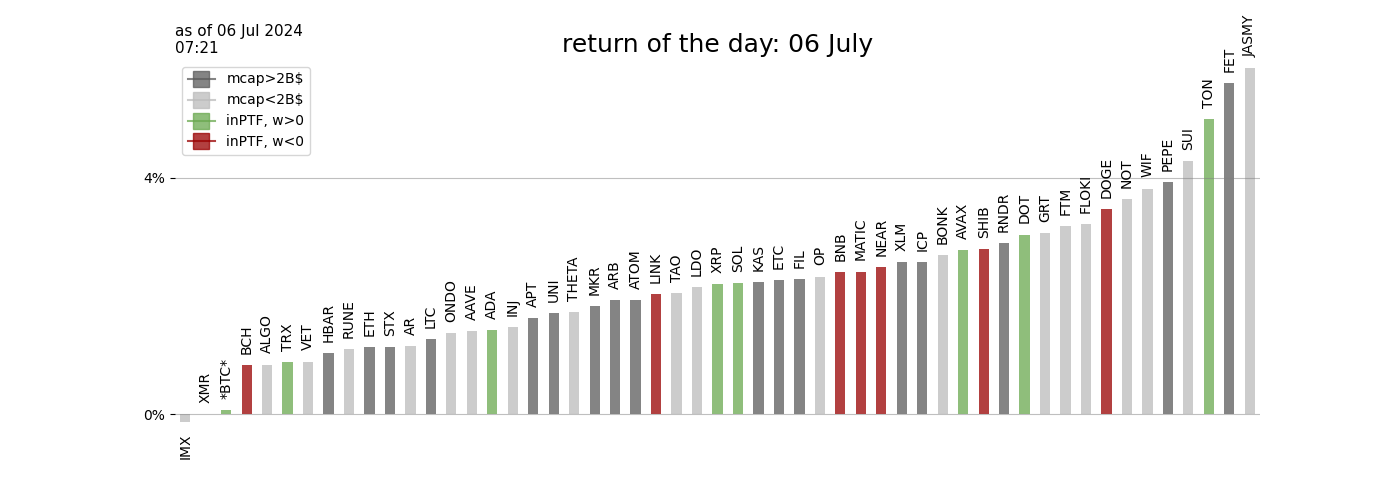 as of 06 Jul 2024
07:21
return of the day: 06 July
mcap>2B$
mcap<2B$
inPTF, w>0
inPTF, w<0
4%
0%
IMX
XMR
*BTC*
BCH
ALGO
TRX
VET
HBAR
RUNE
ETH
STX
AR
LTC
ONDO
AAVE
ADA
INJ
APT
UNI
THETA
MKR
ARB
ATOM
LINK
TAO
LDO
XRP
SOL
KAS
ETC
FIL
OP
BNB
MATIC
NEAR
XLM
ICP
BONK
AVAX
SHIB
RNDR
DOT
GRT
FTM
FLOKI
DOGE
NOT
WIF
PEPE
SUI
TON
FET
JASMY